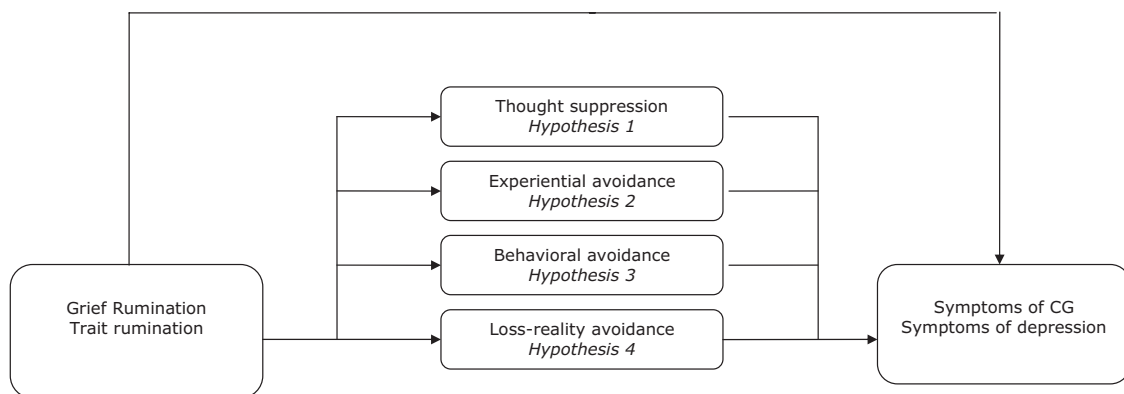 Thought suppression
Hypothesis 1
Experiential avoidance
Hypothesis 2
Behavioral avoidance
Hypothesis 3
Grief Rumination
Trait rumination
Loss-reality avoidance
Hypothesis 4
Symptoms of CG
Symptoms of depression